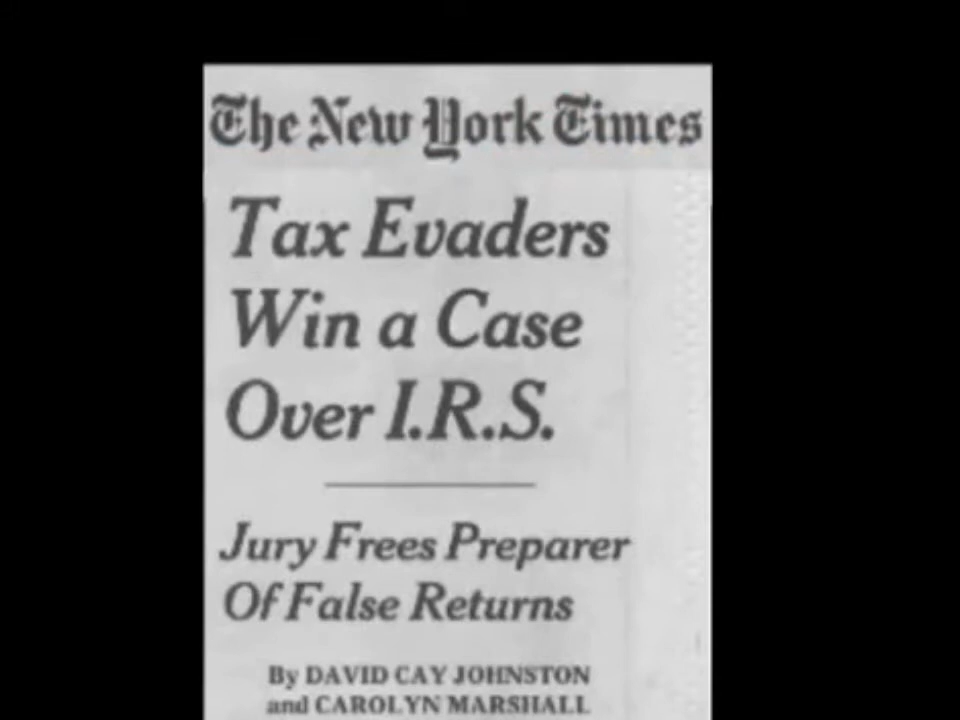 The New York Times
Tax Evaders
Win a Case
Over I.R.S.
Jury Frees Preparer
Of False Returns
By DAVID CAY JOHNSTON
and CAROLYN MARSHALL